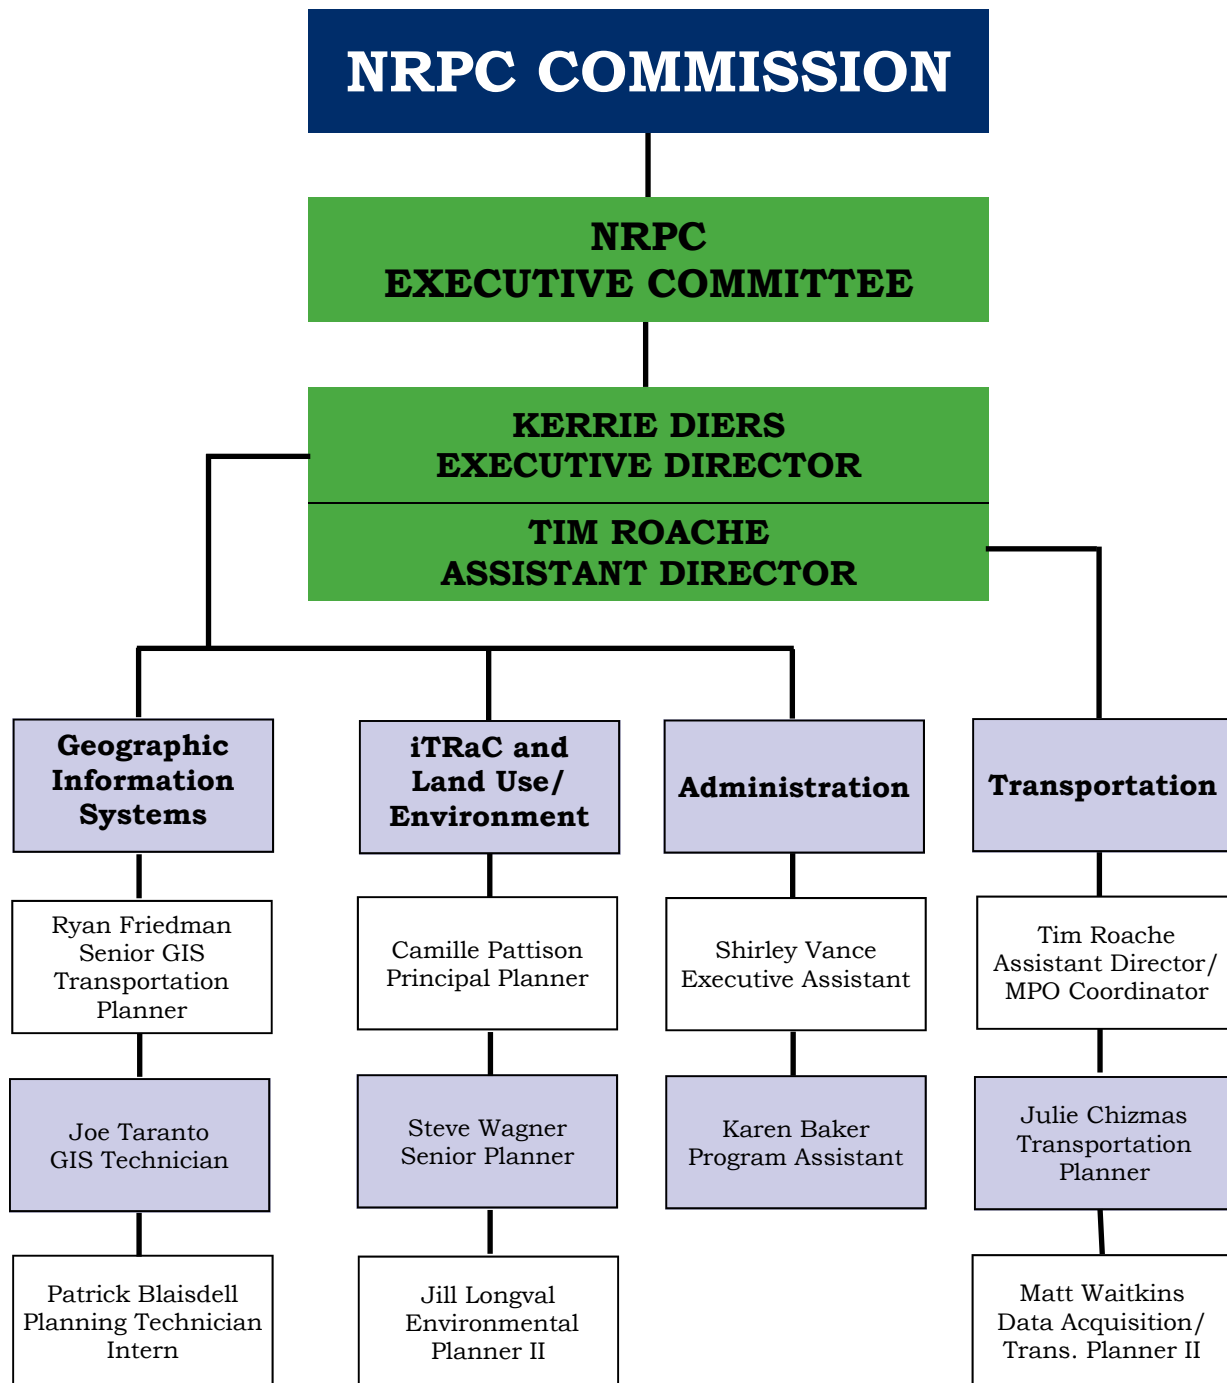 NRPC COMMISSION
NRPC
EXECUTIVE COMMITTEE
KERRIE DIERS
EXECUTIVE DIRECTOR
TIM ROACHE
ASSISTANT DIRECTOR
Geographic
Information
Systems
Ryan Friedman
Senior GIS
Transportation
Planner
Joe Taranto
GIS Technician
Patrick Blaisdell
Planning Technician
Intern
iTRaC and
Land Use/
Environment
Camille Pattison
Principal Planner
Steve Wagner
Senior Planner
Jill Longval
Environmental
Planner II
Administration
Shirley Vance
Executive Assistant
Karen Baker
Program Assistant
Transportation
Tim Roache
Assistant Director/
MPO Coordinator
Julie Chizmas
Transportation
Planner
Matt Waitkins
Data Acquisition/
Trans. Planner II